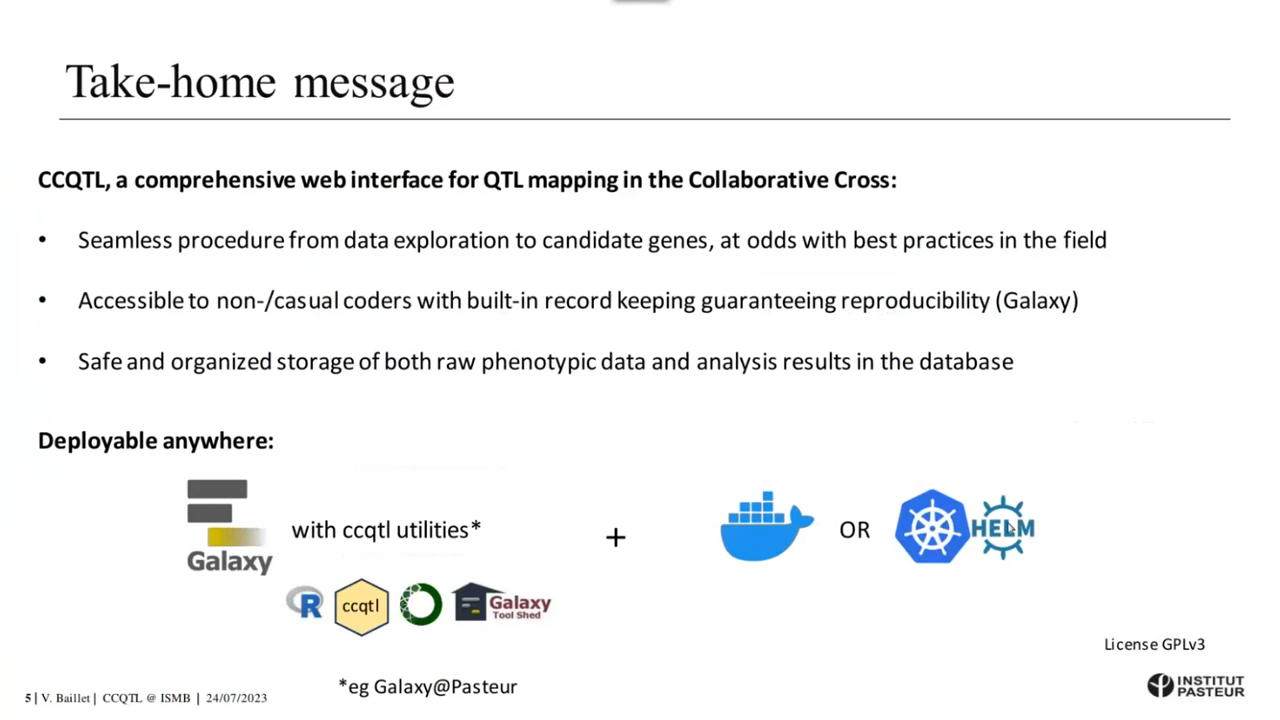 Take-home message
CCQTL, a comprehensive web interface for QTL mapping in the Collaborative Cross:
• Seamless procedure from data exploration to candidate genes, at odds with best practices in the field
• Accessible to non-/casual coders with built-in record keeping guaranteeing reproducibility (Galaxy)
• Safe and organized storage of both raw phenotypic data and analysis results in the database
Deployable anywhere:
Galaxy
with ccqtl utilities*
+
OR
HELM
R
ccqtl
Galaxy
Tool Shed
License GPLv3
*eg Galaxy@Pasteur
5 | V. Baillet | CCQTL @ ISMB | 24/07/2023
INSTITUT
PASTEUR